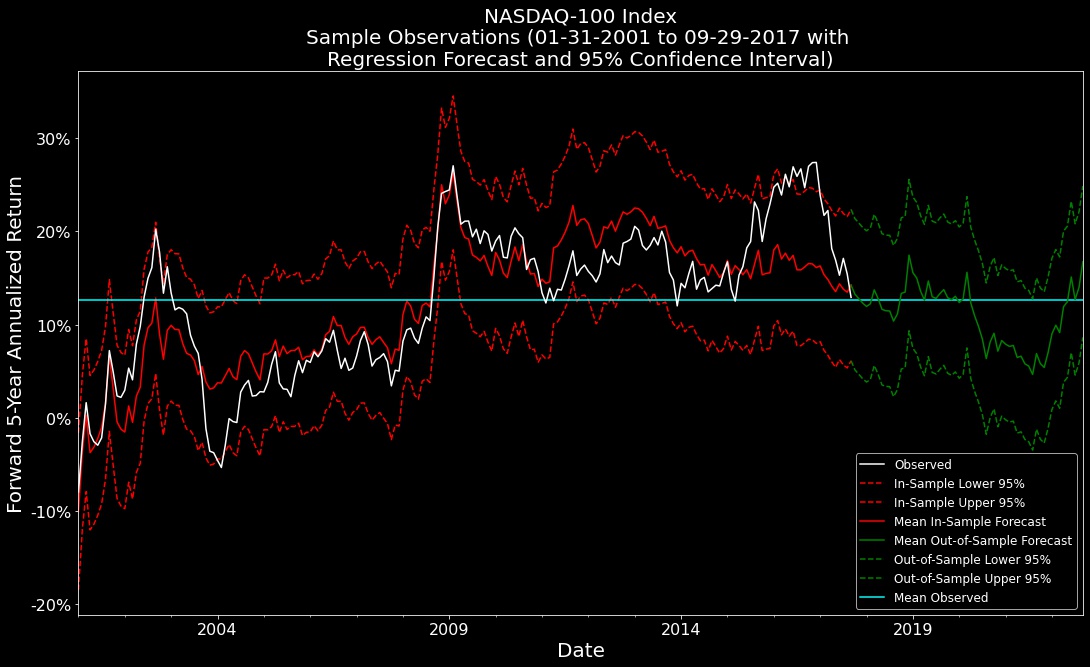 NASDAQ-100 Index
Sample Observations (01-31-2001 to 09-29-2017 with
Regression Forecast and 95% Confidence Interval)
Forward 5-Year Annualized Return
30%
20%
10%
0%
-10%
-20%
2004
2009
2014
2019
Date
Observed
In-Sample Lower 95%
In-Sample Upper 95%
Mean In-Sample Forecast
Mean Out-of-Sample Forecast
Out-of-Sample Lower 95%
Out-of-Sample Upper 95%
Mean Observed